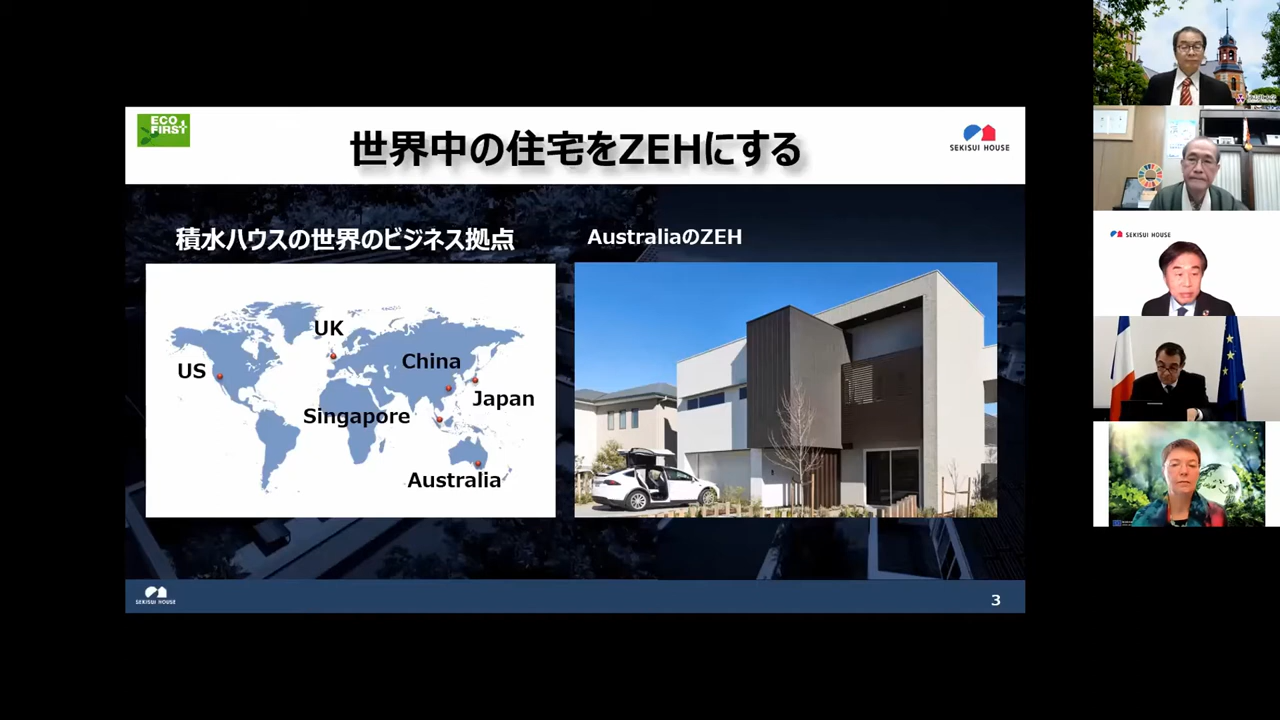 ECO
FIRST
世界中の住宅をZEHにする
SEKISUI HOUSE
積水ハウスの世界のビジネス拠点
AustraliaのZEH
UK
US
China
Japan
Singapore
Australia
SEKISUI HOUSE
3
SEKISUI HOUSE